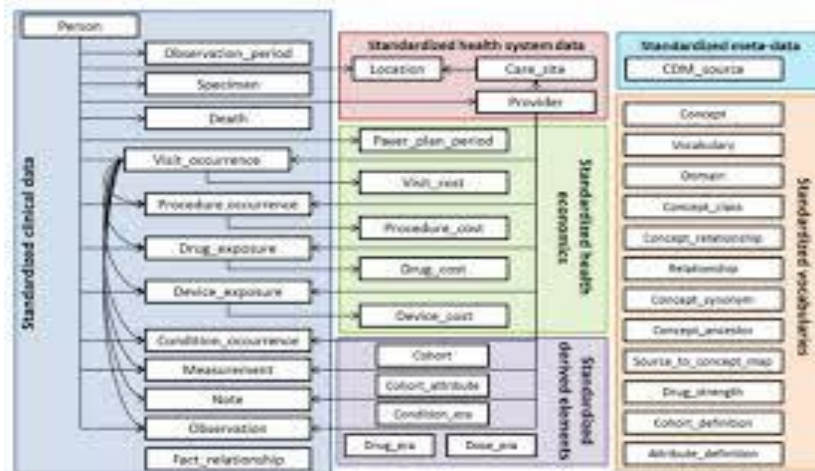 Person
Observation_period
Specimen
Death
Visit_occurrence
Procedure_occurrence
Drug_exposure
Device_exposure
Condition_occurrence
Measurement
Note
Observation
Fact_relationship
Standardized clinical data
Standardized health system data
Location
Care_site
Provider
Payer_plan_period
Visit_cost
Procedure_cost
Drug_cost
Device_cost
Standardized health
economics
Cohort
Cohort_attribute
Condition_era
Drug_era
Dose_era
Standardized
derived elements
Standardized meta-data
CDM_source
Concept
Vocabulary
Domain
Concept_class
Concept_relationship
Relationship
Concept_synonym
Concept_ancestor
Source_to_concept_map
Drug_strength
Cohort_definition
Attribute_definition
Standardized vocabularies